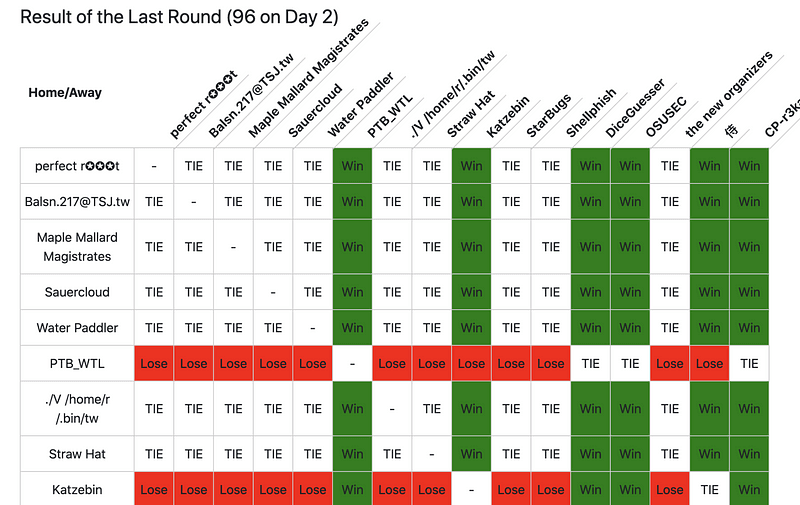 Result of the Last Round (96 on Day 2)
Home/Away perfect r✪✪✪t Balsn.217@TSJ.tw Maple Mallard Magistrates Sauercloud Water Paddler PTB_WTL ./V /home/r/.bin/tw Straw Hat Katzebin StarBugs Shellphish DiceGuesser OSUSEC the new organizers 侍
perfect r✪✪✪t - TIE TIE TIE TIE Win TIE TIE Win TIE TIE Win Win TIE Win Win
Balsn.217@TSJ.tw TIE - TIE TIE TIE Win TIE TIE Win TIE TIE Win Win TIE Win Win
Maple Mallard
Magistrates TIE TIE - TIE TIE Win TIE TIE Win TIE TIE Win Win TIE Win Win
Sauercloud TIE TIE TIE - TIE Win TIE TIE Win TIE TIE Win Win TIE Win Win
Water Paddler TIE TIE TIE TIE - Win TIE TIE Win TIE TIE Win Win TIE Win Win
PTB_WTL Lose Lose Lose Lose Lose - Lose Lose Lose Lose Lose TIE TIE Lose Lose TIE
./V /home/r
/.bin/tw TIE TIE TIE TIE TIE Win - TIE Win TIE TIE Win Win TIE Win Win
Straw Hat TIE TIE TIE TIE TIE Win TIE - Win TIE TIE Win Win TIE Win Win
Katzebin Lose Lose Lose Lose Lose Win Lose Lose - Lose Lose Win Win Lose TIE Win